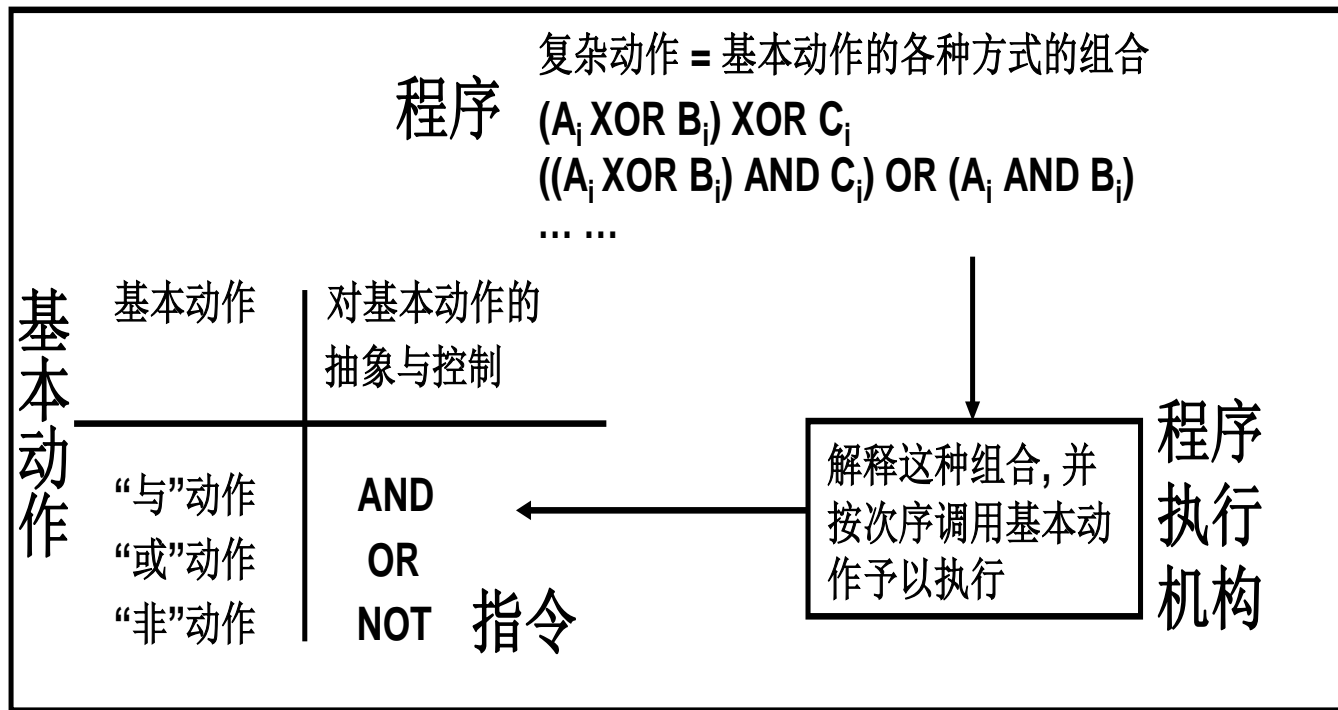 程序
复杂动作 = 基本动作的各种方式的组合
(Ai XOR Bi) XOR Ci
((Ai XOR Bi) AND Ci) OR (Ai AND Bi)
... ...
基本动作
基本动作
对基本动作的
抽象与控制
“与”动作 AND
“或”动作 OR
“非”动作 NOT
指令
解释这种组合, 并
按次序调用基本动
作予以执行
程序
执行
机构